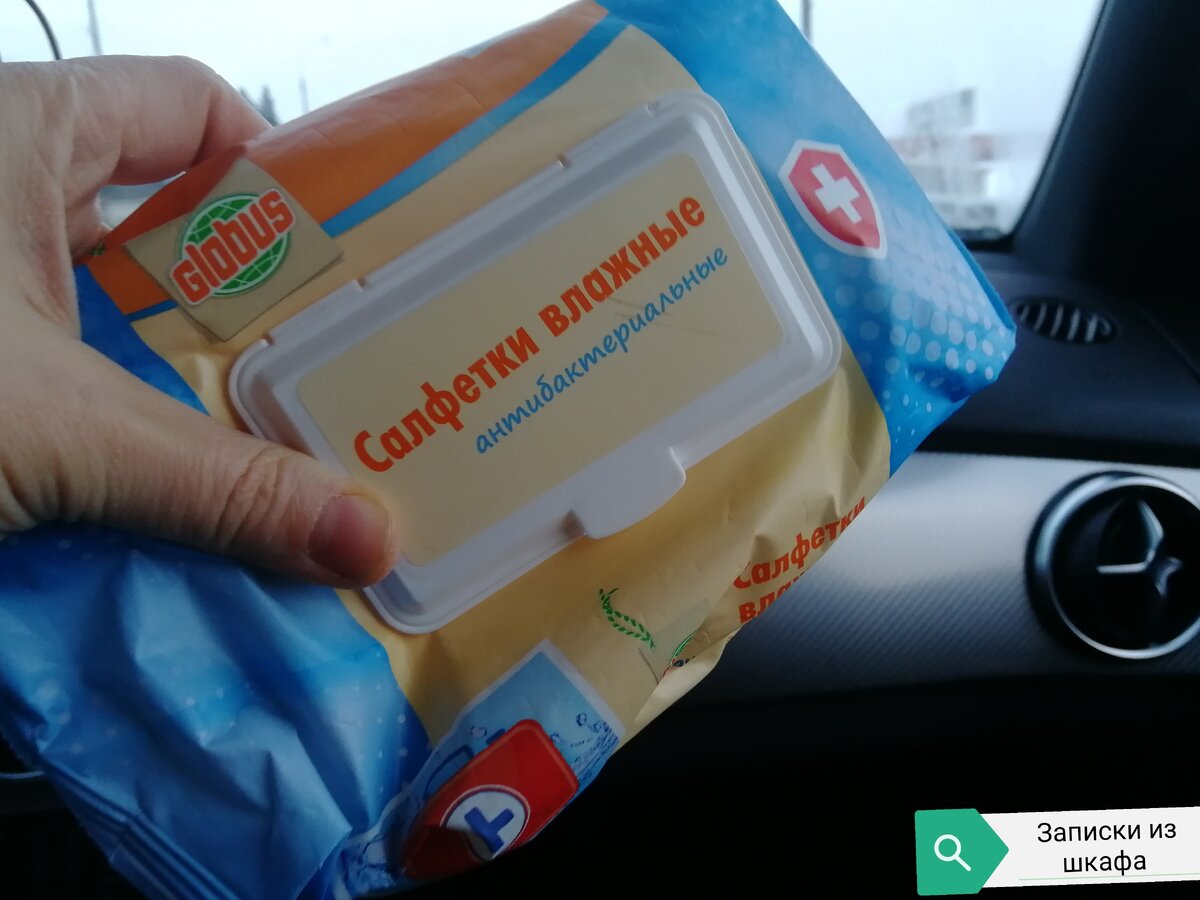 Globus
Салфетки влажные
антибактериальные
Салфетки
Записки из
шкафа